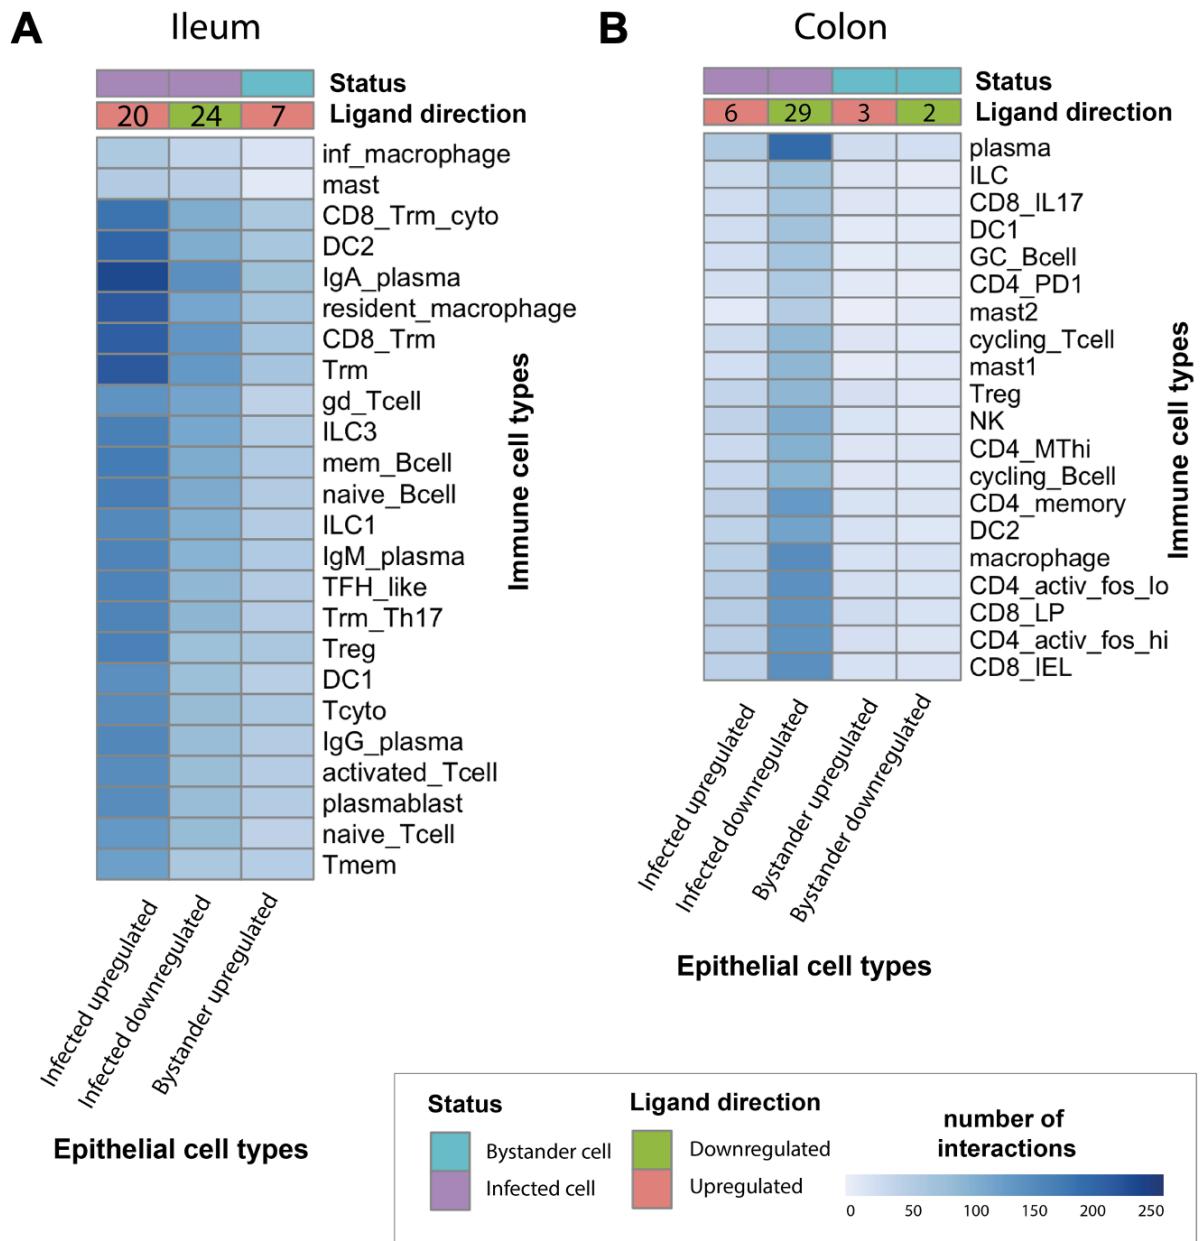 A
Ileum
Status
20 24 7 Ligand direction
inf_macrophage
mast
CD8_Trm_cyto
DC2
IgA_plasma
resident_macrophage
CD8_Trm
Trm
gd_Tcell
ILC3
mem_Bcell
naive_Bcell
ILC1
IgM_plasma
TFH_like
Trm_Th17
Treg
DC1
Tcyto
IgG_plasma
activated_Tcell
plasmablast
naive_Tcell
Tmem
Immune cell types
Infected upregulated
Infected downregulated
Bystander upregulated
Epithelial cell types
B
Colon
Status
6 29 3 2 Ligand direction
plasma
ILC
CD8_IL17
DC1
GC_Bcell
CD4_PD1
mast2
cycling_Tcell
mast1
Treg
NK
CD4_MThi
cycling_Bcell
CD4_memory
DC2
macrophage
CD4_activ_fos_lo
CD8_LP
CD4_activ_fos_hi
CD8_IEL
Immune cell types
Infected upregulated
Infected downregulated
Bystander upregulated
Bystander downregulated
Epithelial cell types
Status
Bystander cell
Infected cell
Ligand direction
Downregulated
Upregulated
number of
interactions
0 50 100 150 200 250